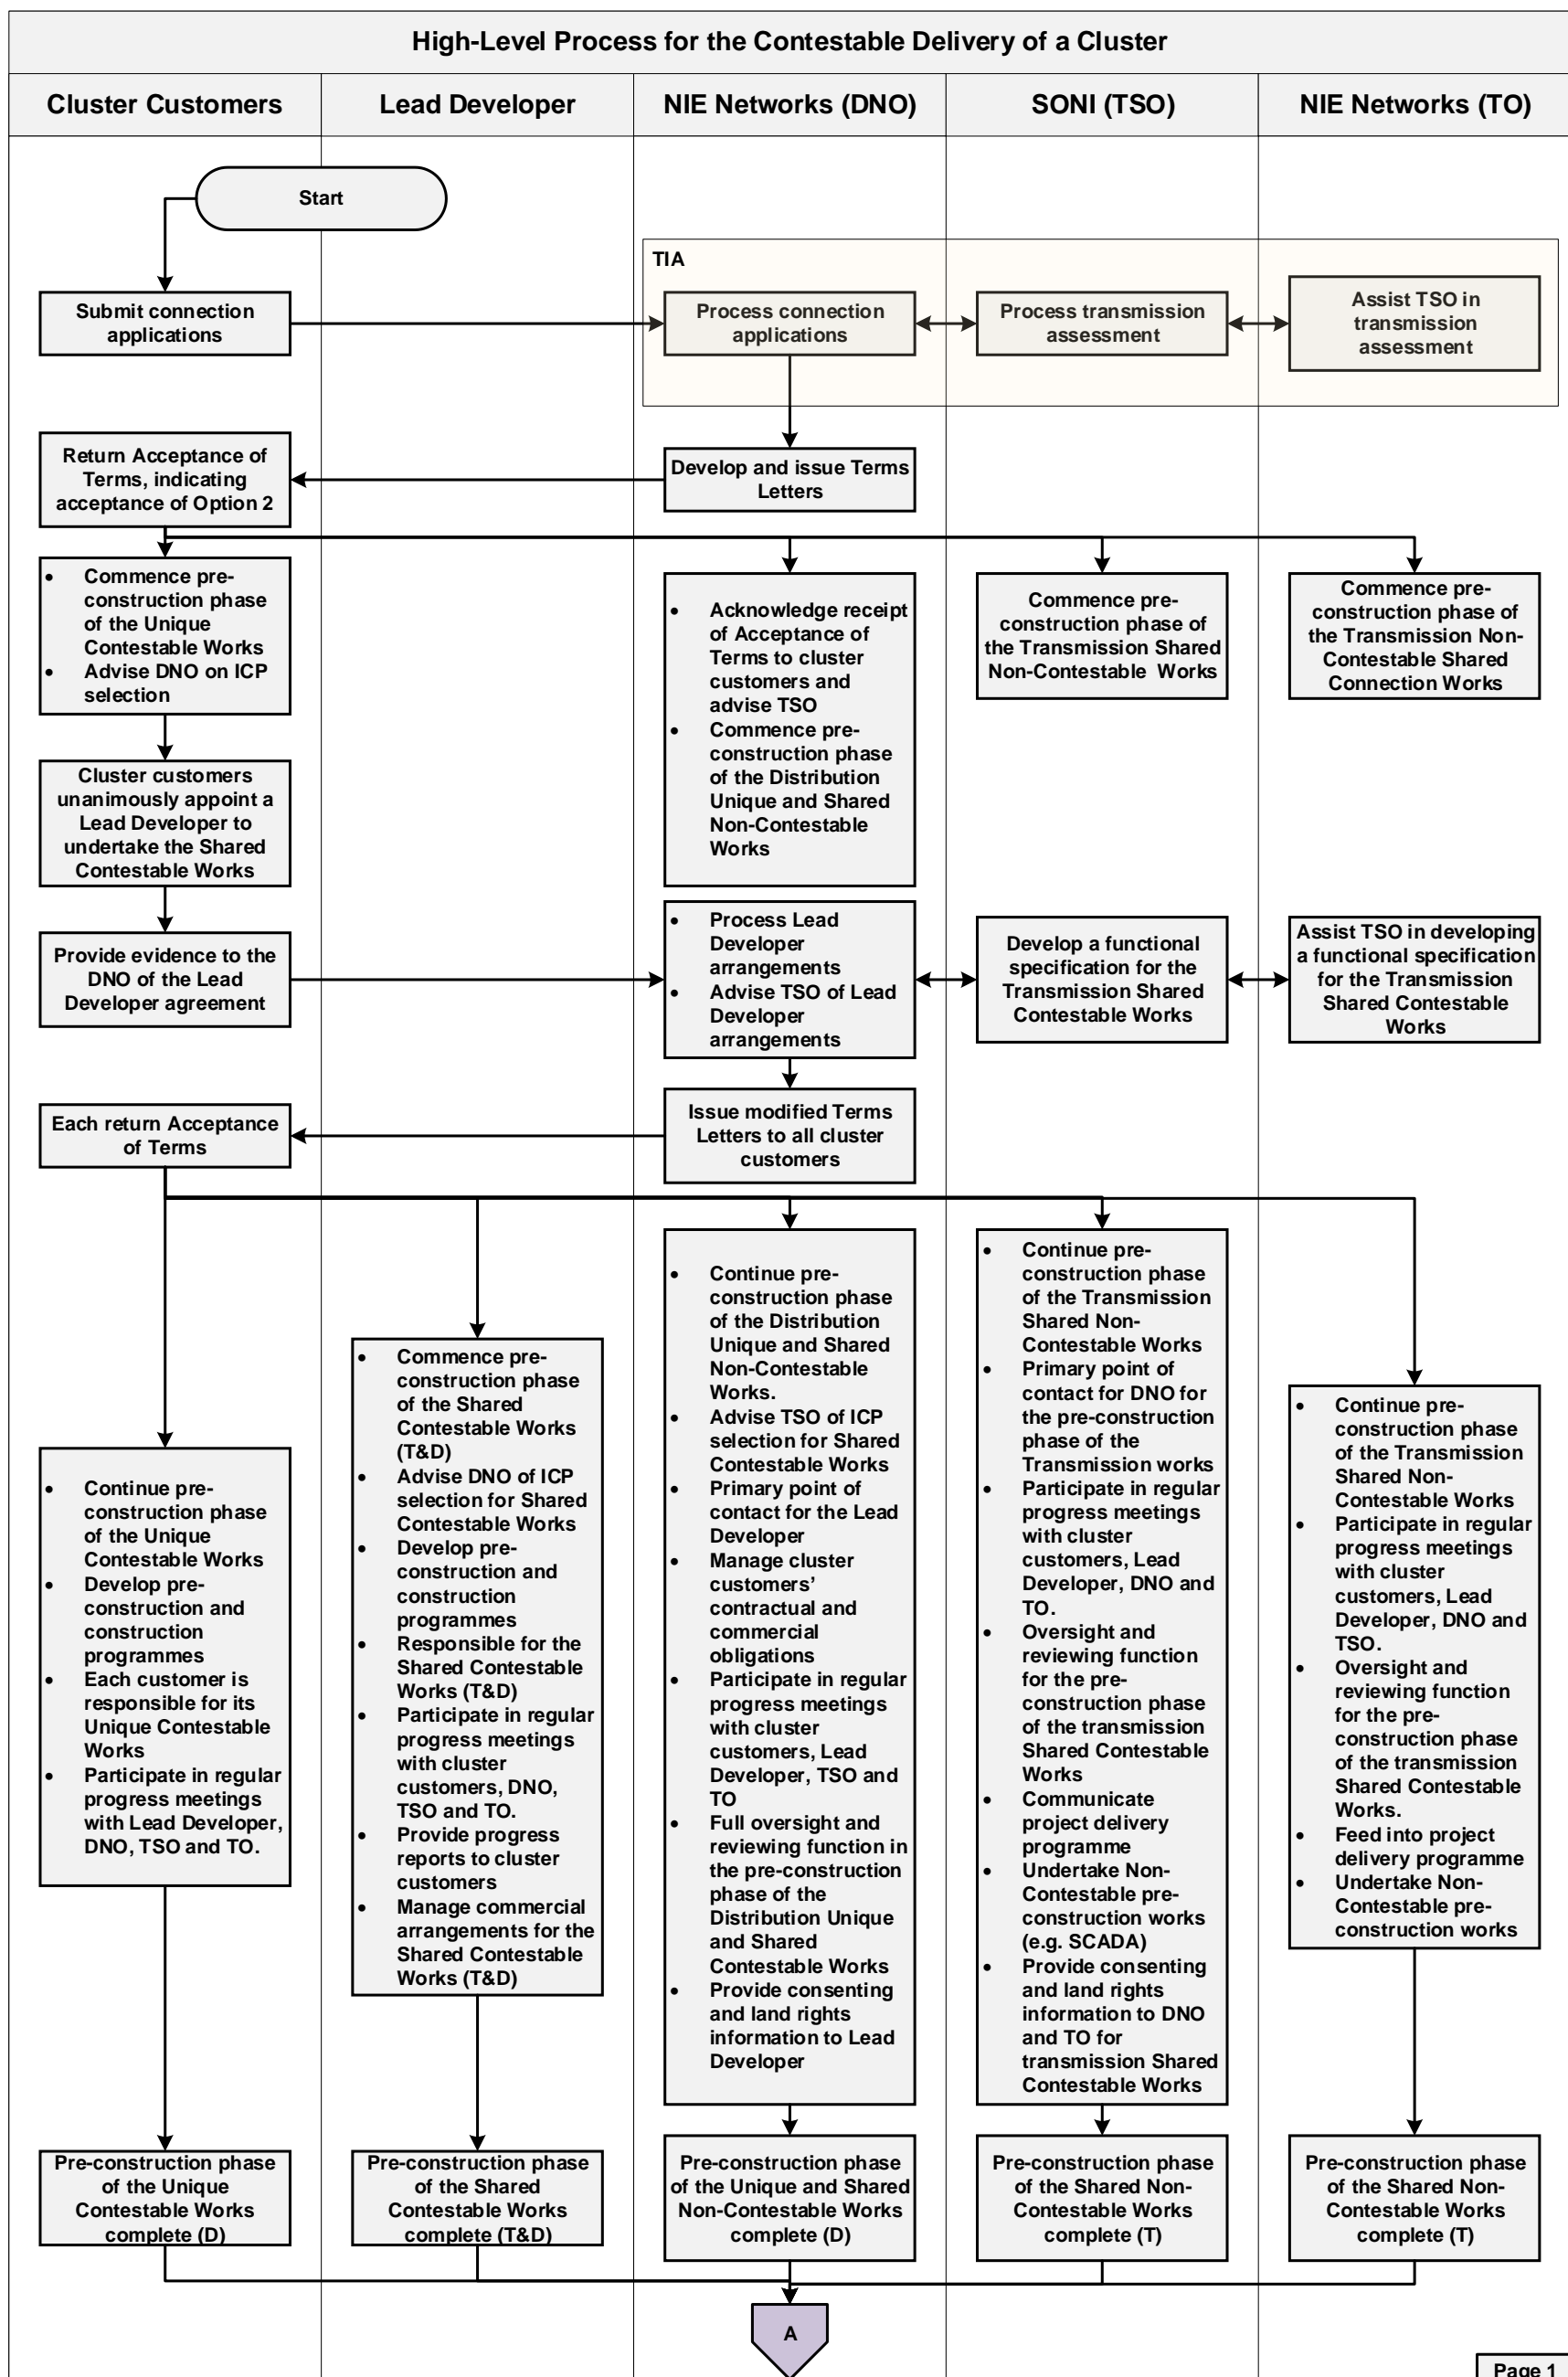 High-Level Process for the Contestable Delivery of a Cluster
Cluster Customers
Lead Developer
NIE Networks (DNO)
SONI (TSO)
NIE Networks (TO)
Start
TIA
Submit connection
applications
Process connection
applications
Process transmission
assessment
Assist TSO in
transmission
assessment
Return Acceptance of
Terms, indicating
acceptance of Option 2
Develop and issue Terms
Letters
• Commence pre-
construction phase
of the Unique
Contestable Works
• Advise DNO on ICP
selection
• Acknowledge receipt
of Acceptance of
Terms to cluster
customers and
advise TSO
• Commence pre-
construction phase
of the Distribution
Unique and Shared
Non-Contestable
Works
Commence pre-
construction phase of
the Transmission Shared
Non-Contestable Works
Commence pre-
construction phase of
the Transmission Non-
Contestable Shared
Connection Works
Cluster customers
unanimously appoint a
Lead Developer to
undertake the Shared
Contestable Works
Provide evidence to the
DNO of the Lead
Developer agreement
• Process Lead
Developer
arrangements
• Advise TSO of Lead
Developer
arrangements
Develop a functional
specification for the
Transmission Shared
Contestable Works
Assist TSO in developing
a functional specification
for the Transmission
Shared Contestable
Works
Each return Acceptance
of Terms
Issue modified Terms
Letters to all cluster
customers
• Continue pre-
construction phase
of the Unique
Contestable Works
• Develop pre-
construction and
construction
programmes
• Each customer is
responsible for its
Unique Contestable
Works
• Participate in regular
progress meetings
with Lead Developer,
DNO, TSO and TO.
• Commence pre-
construction phase
of the Shared
Contestable Works
(T&D)
• Advise DNO of ICP
selection for Shared
Contestable Works
• Develop pre-
construction and
construction
programmes
• Responsible for the
Shared Contestable
Works (T&D)
• Participate in regular
progress meetings
with cluster
customers, DNO,
TSO and TO.
• Provide progress
reports to cluster
customers
• Manage commercial
arrangements for the
Shared Contestable
Works (T&D)
• Continue pre-
construction phase
of the Distribution
Unique and Shared
Non-Contestable
Works.
• Advise TSO of ICP
selection for Shared
Contestable Works
• Primary point of
contact for the Lead
Developer
• Manage cluster
customers’
contractual and
commercial
obligations
• Participate in regular
progress meetings
with cluster
customers, Lead
Developer, TSO and
TO
• Full oversight and
reviewing function in
the pre-construction
phase of the
Distribution Unique
and Shared
Contestable Works
• Provide consenting
and land rights
information to Lead
Developer
• Continue pre-
construction phase
of the Transmission
Shared Non-
Contestable Works
• Primary point of
contact for DNO for
the pre-construction
phase of the
Transmission works
• Participate in regular
progress meetings
with cluster
customers, Lead
Developer, DNO and
TO.
• Oversight and
reviewing function
for the pre-
construction phase
of the transmission
Shared Contestable
Works
• Communicate
project delivery
programme
• Undertake Non-
Contestable pre-
construction works
(e.g. SCADA)
• Provide consenting
and land rights
information to DNO
and TO for
transmission Shared
Contestable Works
• Continue pre-
construction phase
of the Transmission
Shared Non-
Contestable Works
• Participate in regular
progress meetings
with cluster
customers, Lead
Developer, DNO and
TSO.
• Oversight and
reviewing function
for the pre-
construction phase
of the transmission
Shared Contestable
Works.
• Feed into project
delivery programme
• Undertake Non-
Contestable pre-
construction works
Pre-construction phase
of the Unique
Contestable Works
complete (D)
Pre-construction phase
of the Shared
Contestable Works
complete (T&D)
Pre-construction phase
of the Unique and Shared
Non-Contestable Works
complete (D)
Pre-construction phase
of the Shared Non-
Contestable Works
complete (T)
Pre-construction phase
of the Shared Non-
Contestable Works
complete (T)
A
Page 1